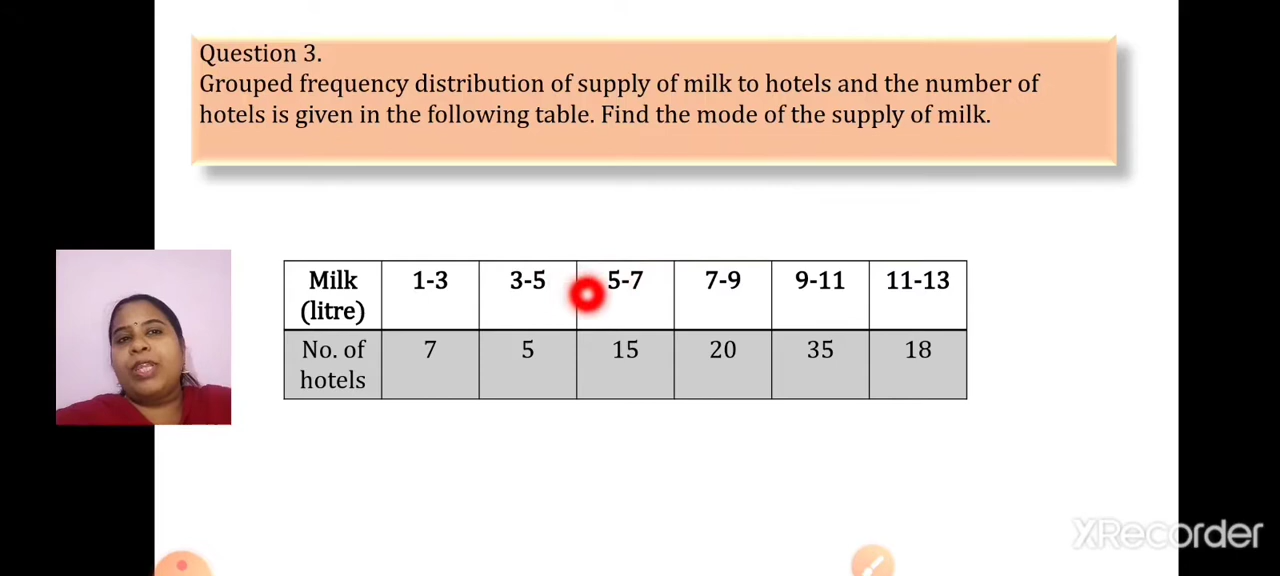 Question 3.
Grouped frequency distribution of supply of milk to hotels and the number of
hotels is given in the following table. Find the mode of the supply of milk.
Milk (litre) 1-3 3-5 5-7 7-9 9-11 11-13
No. of hotels 7 5 15 20 35 18
XRecorder